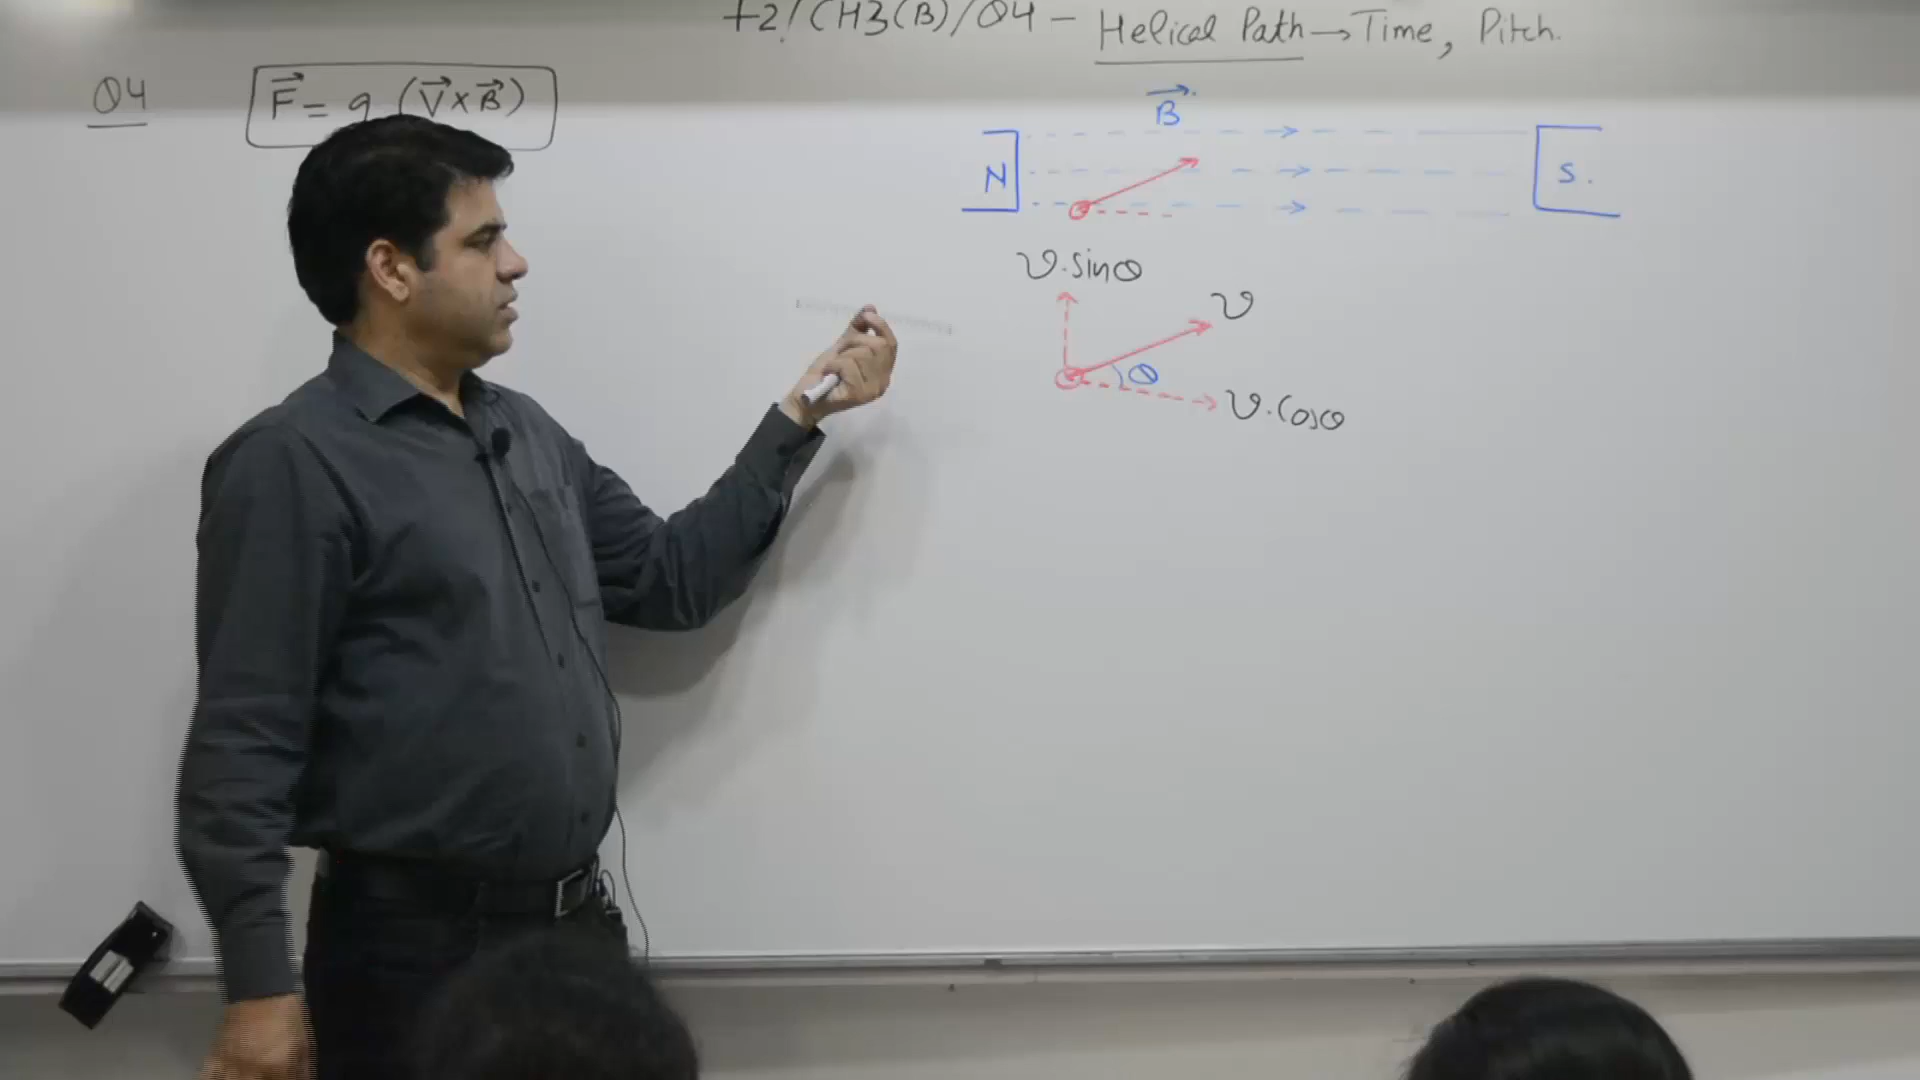 +2/CH3(B)/Q4 - Helical Path → Time, Pitch.
Q4
F = q (V × B)
B
N
S.
v.sinθ
v
θ
v.cosθ